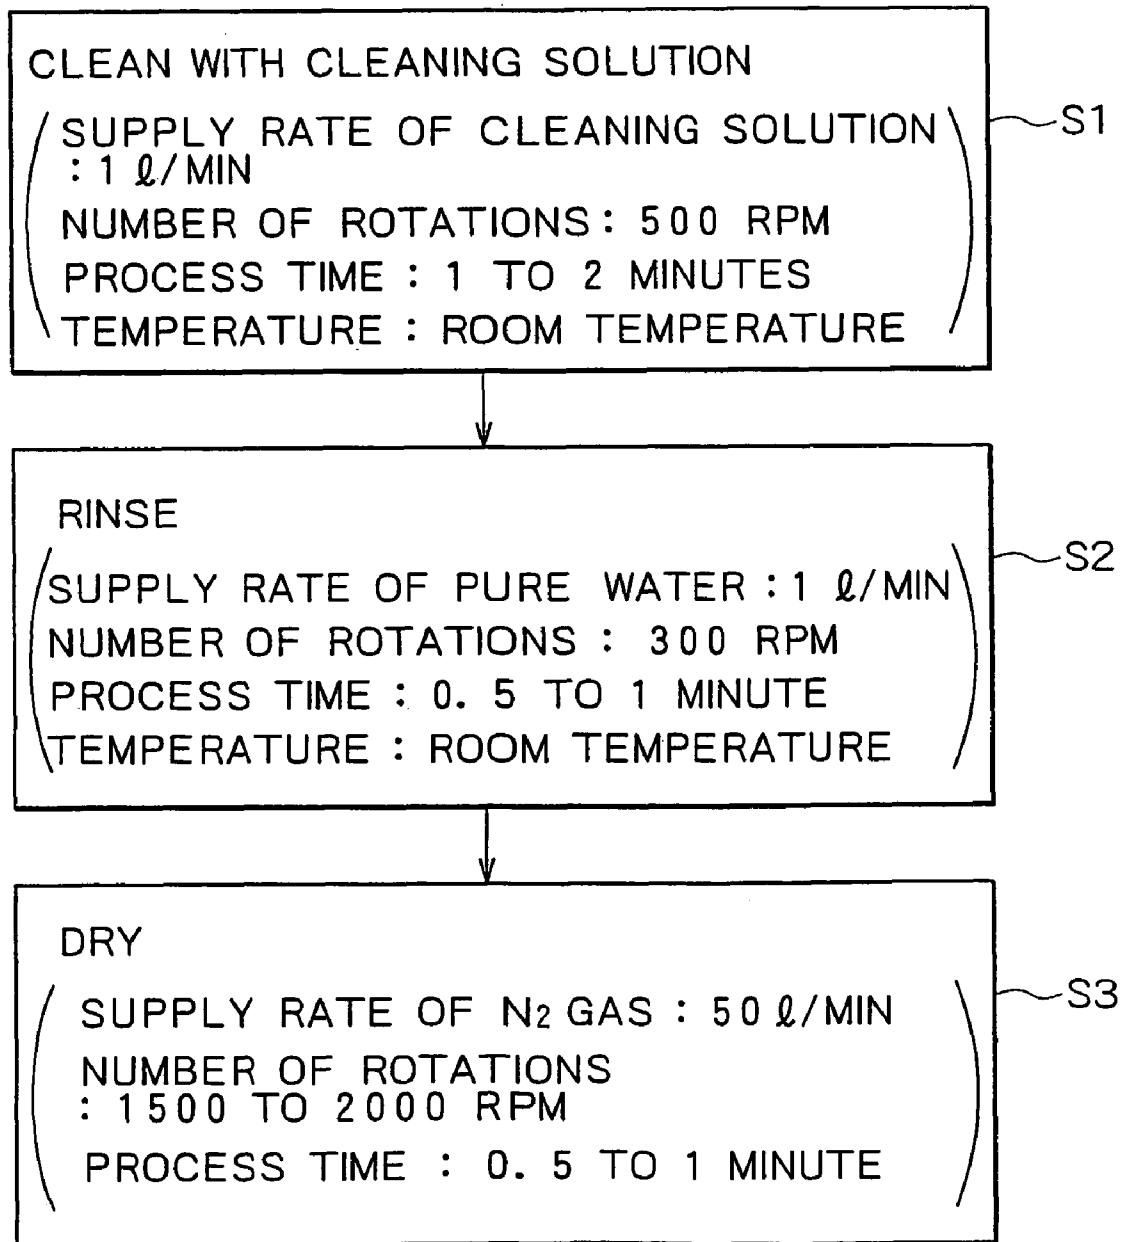 CLEAN WITH CLEANING SOLUTION
SUPPLY RATE OF CLEANING SOLUTION
: 1 ℓ/MIN
NUMBER OF ROTATIONS : 500 RPM
PROCESS TIME : 1 TO 2 MINUTES
TEMPERATURE : ROOM TEMPERATURE
S1
RINSE
SUPPLY RATE OF PURE WATER : 1 ℓ/MIN
NUMBER OF ROTATIONS : 300 RPM
PROCESS TIME : 0.5 TO 1 MINUTE
TEMPERATURE : ROOM TEMPERATURE
S2
DRY
SUPPLY RATE OF N2 GAS : 50 ℓ/MIN
NUMBER OF ROTATIONS
: 1500 TO 2000 RPM
PROCESS TIME : 0.5 TO 1 MINUTE
S3